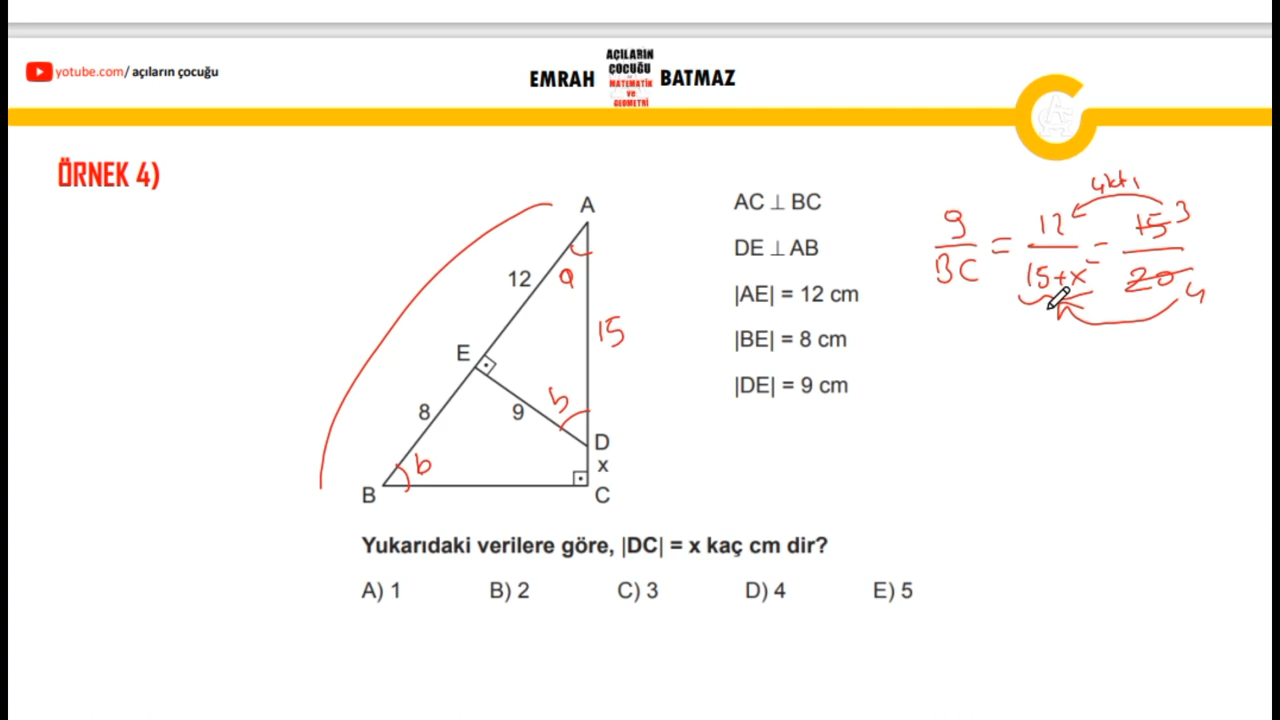 yotube.com/ açıların çocuğu
EMRAH
AÇILARIN
ÇOCUĞU
MATEMATİK
ve
GEOMETRİ
BATMAZ
ÖRNEK 4)
A
12
a
15
E
8
9
b
D
x
b
B
C
AC ⊥ BC
DE ⊥ AB
|AE| = 12 cm
|BE| = 8 cm
|DE| = 9 cm
4 katı
9/BC = 12/15+x = 15/20
3
4
Yukarıdaki verilere göre, |DC| = x kaç cm dir?
A) 1 B) 2 C) 3 D) 4 E) 5